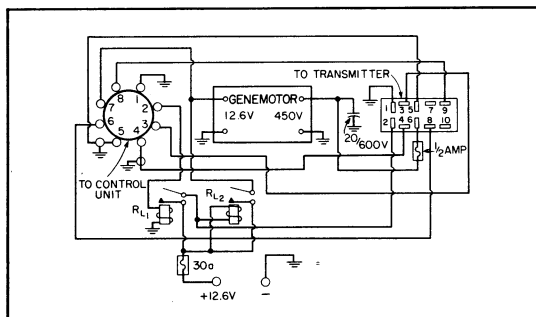 TO TRANSMITTER
GENEMOTOR
12.6V 450V
20/600V
1/2 AMP
1 3 5 7 9
2 4 6 8 10
8 1
7 2
6 3
5 4
TO CONTROL
UNIT
RL1
RL2
30a
+12.6V
−